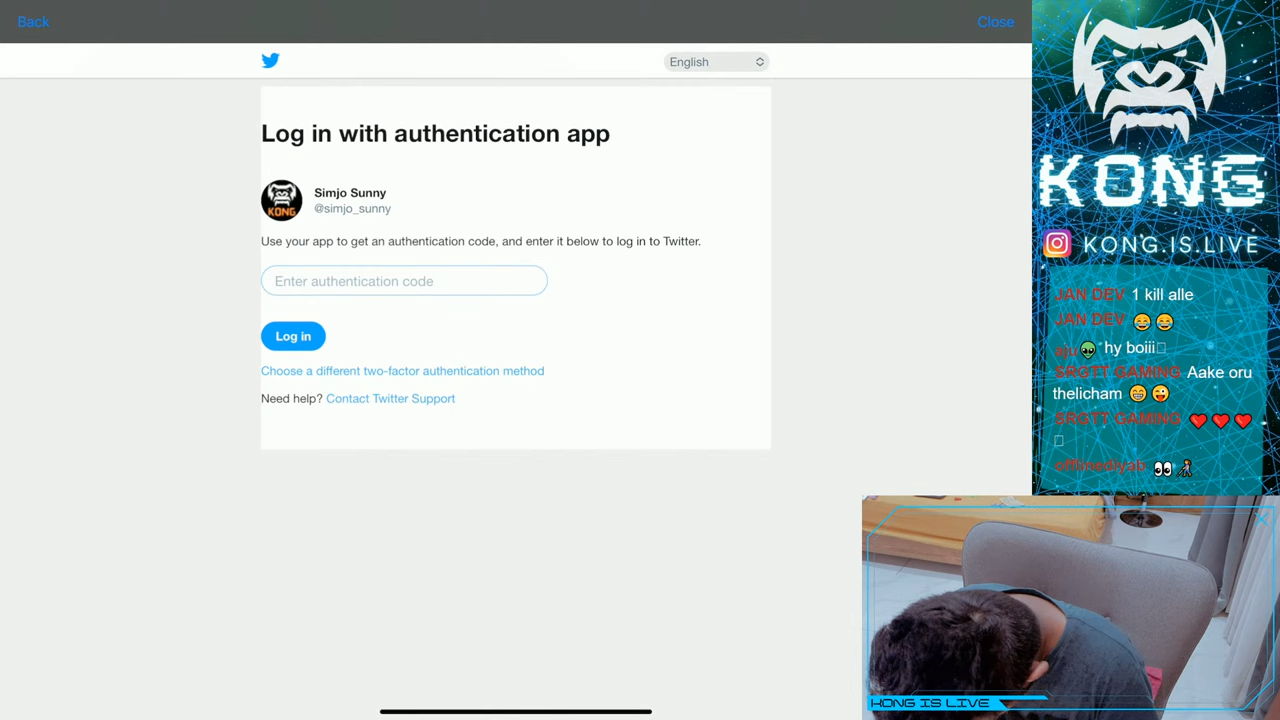 Back
Close
English
Log in with authentication app
KONG
Simjo Sunny
@simjo_sunny
Use your app to get an authentication code, and enter it below to log in to Twitter.
Enter authentication code
Log in
Choose a different two-factor authentication method
Need help? Contact Twitter Support
KONG
KONG.IS.LIVE
JAN DEV 1 kill alle
JAN DEV 😂 😂
aju👽 hy boiii
SRGTT GAMING Aake oru
thelicham 😁 😜
SRGTT GAMING ❤️ ❤️ ❤️
offlinediyab 👀 👨‍🦯
KONG IS LIVE